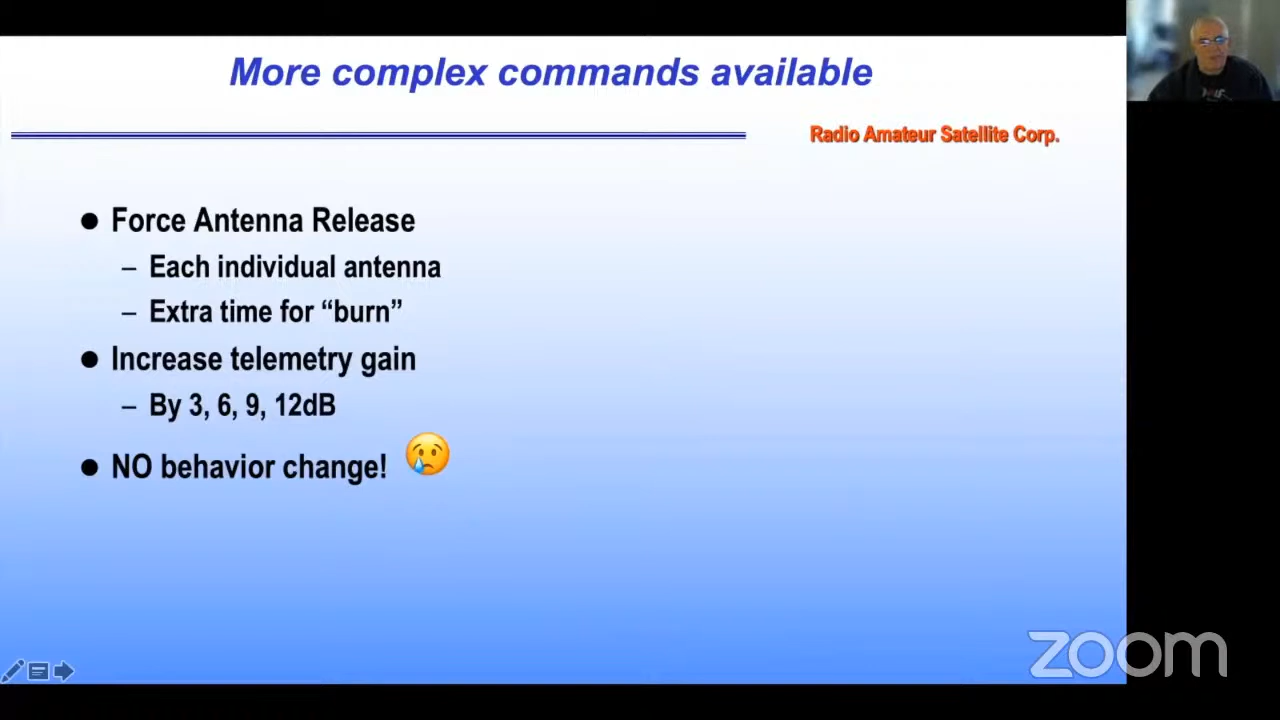 More complex commands available
Radio Amateur Satellite Corp.
● Force Antenna Release
– Each individual antenna
– Extra time for “burn”
● Increase telemetry gain
– By 3, 6, 9, 12dB
● NO behavior change! 😢
zoom